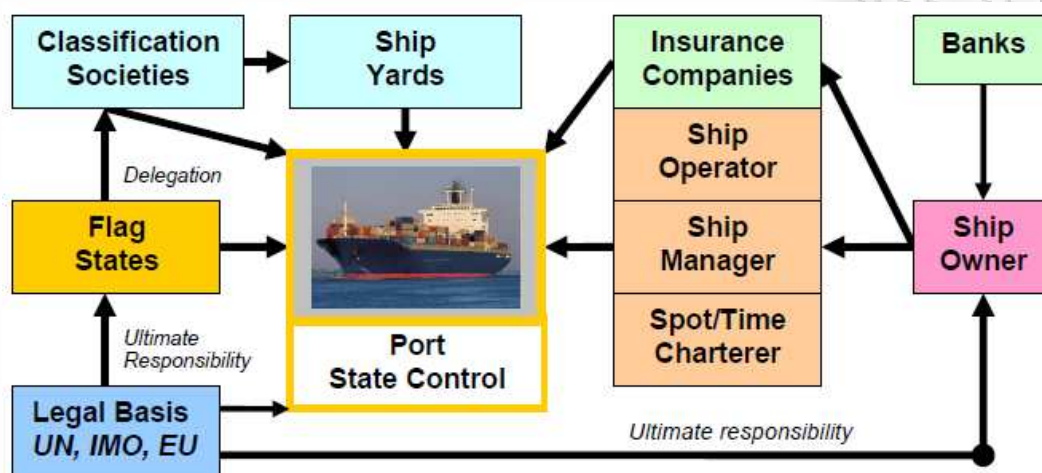 Classification
Societies
Ship
Yards
Insurance
Companies
Banks
Ship
Operator
Delegation
Flag
States
Ship
Manager
Ship
Owner
Ultimate
Responsibility
Port
State Control
Spot/Time
Charterer
Legal Basis
UN, IMO, EU
Ultimate responsibility